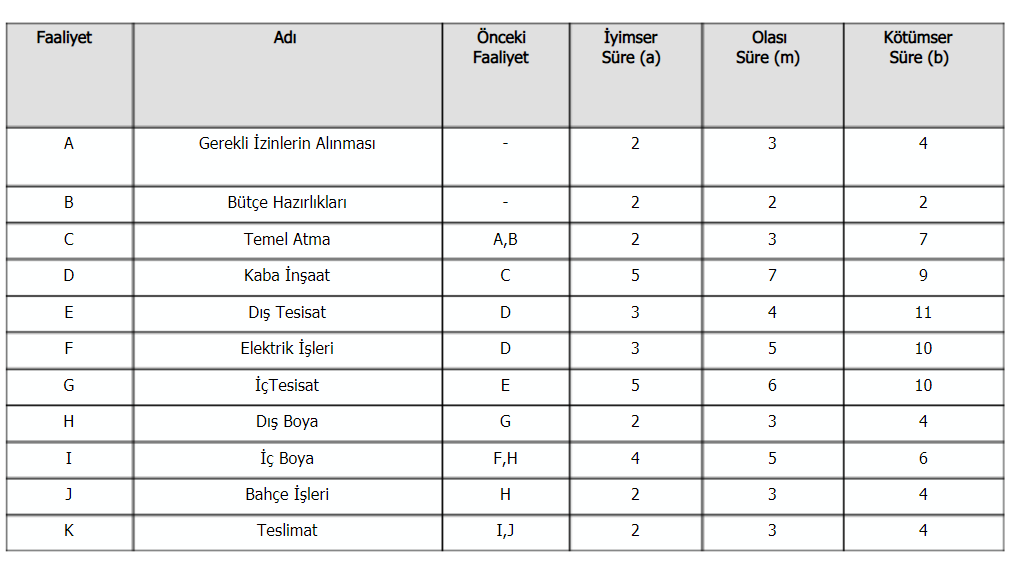 Faaliyet Adı Önceki Faaliyet İyimser Süre (a) Olası Süre (m) Kötümser Süre (b)
A Gerekli İzinlerin Alınması - 2 3 4
B Bütçe Hazırlıkları - 2 2 2
C Temel Atma A,B 2 3 7
D Kaba İnşaat C 5 7 9
E Dış Tesisat D 3 4 11
F Elektrik İşleri D 3 5 10
G İçTesisat E 5 6 10
H Dış Boya G 2 3 4
I İç Boya F,H 4 5 6
J Bahçe İşleri H 2 3 4
K Teslimat I,J 2 3 4